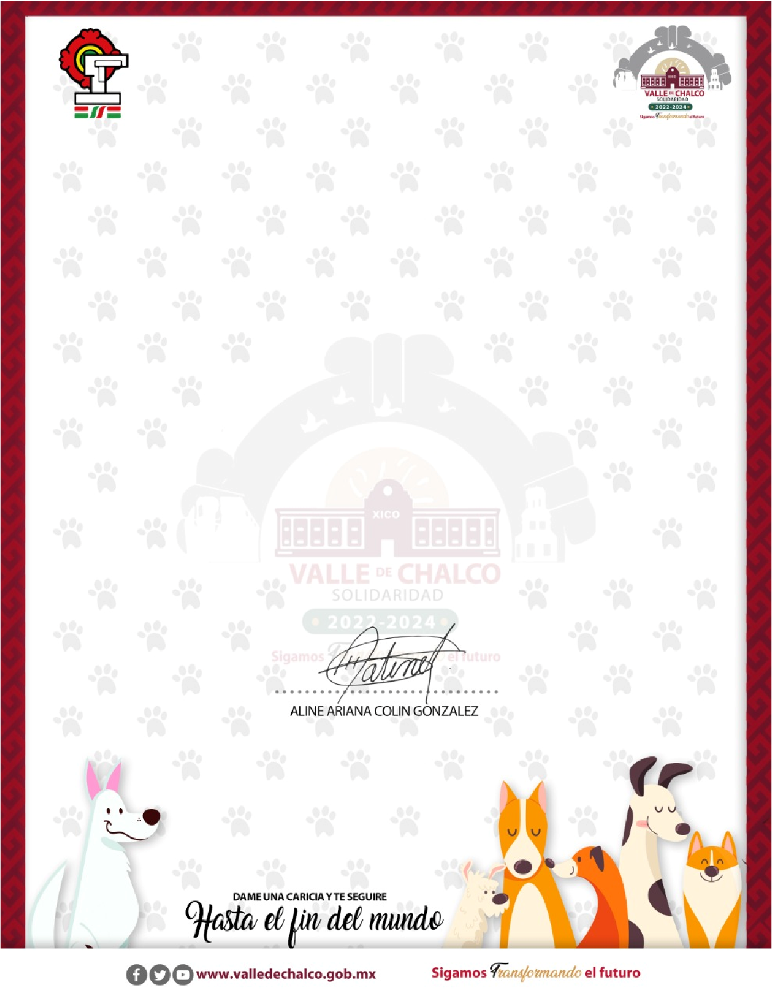 XICO
VALLE DE CHALCO
SOLIDARIDAD
• 2022-2024 •
Sigamos Transformando el futuro
XICO
VALLE DE CHALCO
SOLIDARIDAD
• 2022-2024 •
Sigamos el futuro
ALINE ARIANA COLIN GONZALEZ
DAME UNA CARICIA Y TE SEGUIRE
Hasta el fin del mundo
www.valledechalco.gob.mx
Sigamos Transformando el futuro